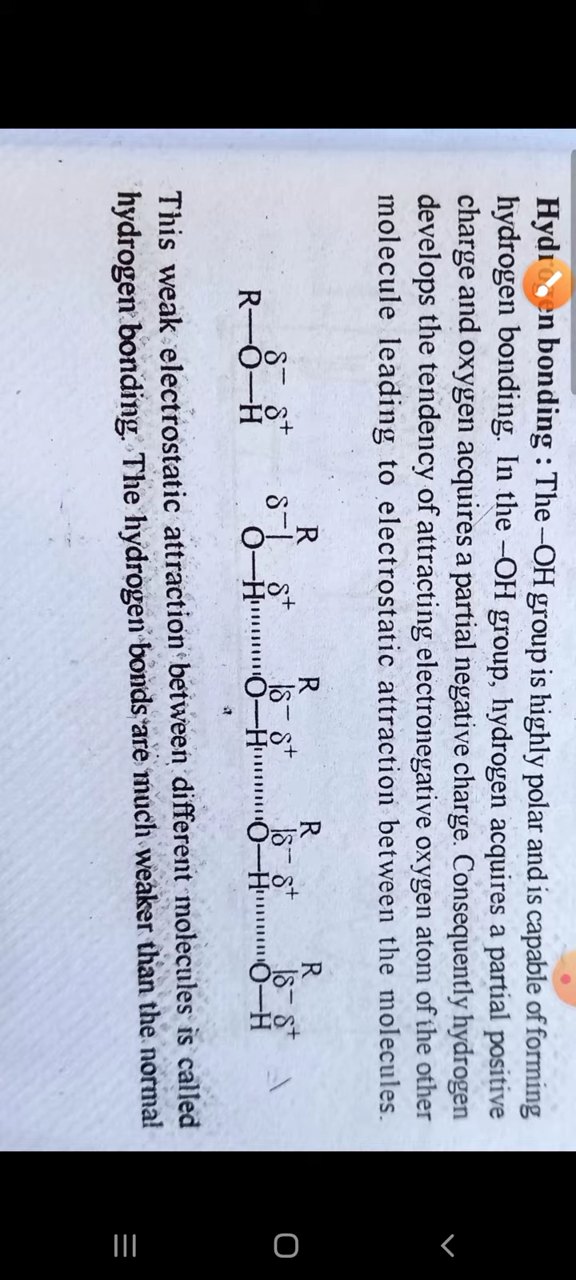 Hydrogen bonding : The –OH group is highly polar and is capable of forming
hydrogen bonding. In the –OH group, hydrogen acquires a partial positive
charge and oxygen acquires a partial negative charge. Consequently hydrogen
develops the tendency of attracting electronegative oxygen atom of the other
molecule leading to electrostatic attraction between the molecules.
R R R R
δ– δ+ δ– δ+ δ– δ+ δ– δ+ δ– δ+
R—O—H O—H·········O—H·········O—H·········O—H
This weak electrostatic attraction between different molecules is called
hydrogen bonding. The hydrogen bonds are much weaker than the normal